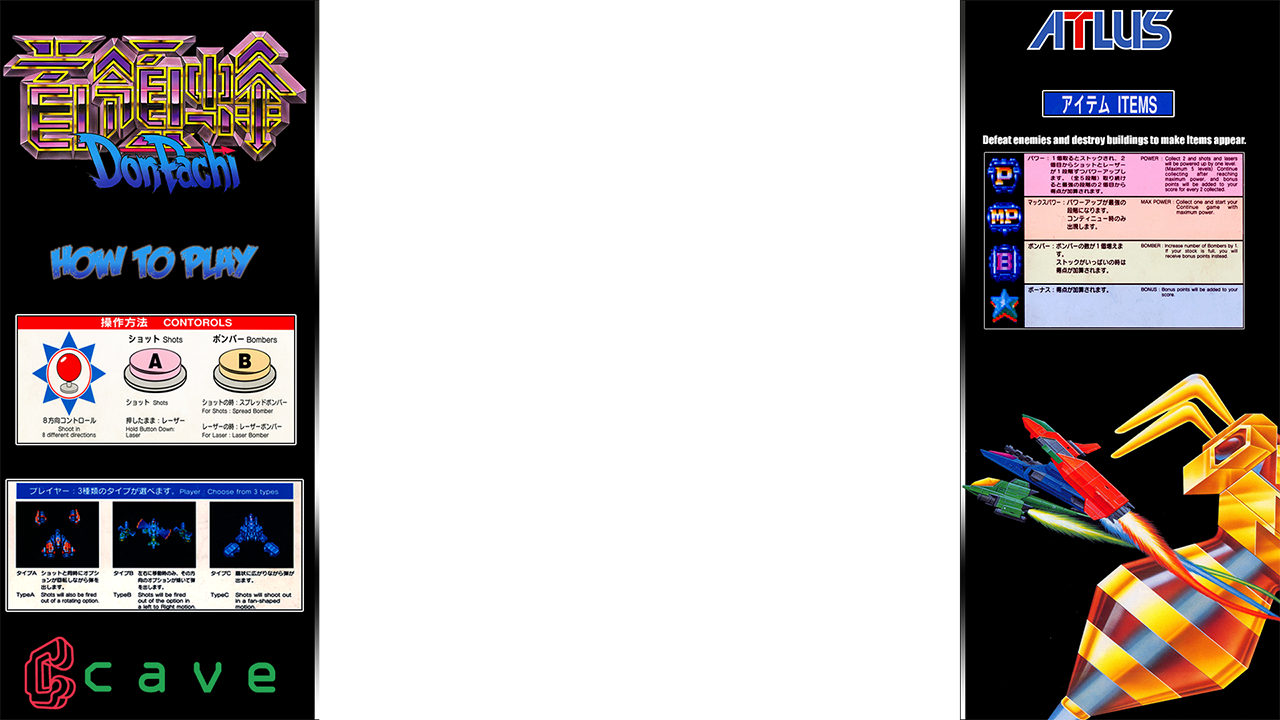 首領蜂
DonPachi
HOW TO PLAY
操作方法 CONTOROLS
ショット Shots
ボンバー Bombers
A
B
8方向コントロール
Shoot in
8 different directions
ショット Shots
押したまま：レーザー
Hold Button Down:
Laser
ショットの時：スプレッドボンバー
For Shots : Spread Bomber
レーザーの時：レーザーボンバー
For Laser : Laser Bomber
プレイヤー：3種類のタイプが選べます。Player : Choose from 3 types
タイプA ショットと同時にオプシ
ョンが回転しながら弾を
出します。
TypeA Shots will also be fired
out of a rotating option.
タイプB 左右に移動時のみ、その方
向のオプションが傾いて弾
を出します。
TypeB Shots will be fired
out of the option in
a left to Right motion.
タイプC 扇状に広がりながら弾が
出ます。
TypeC Shots will shoot out
in a fan-shaped
motion.
cave
ATLUS
アイテム ITEMS
Defeat enemies and destroy buildings to make Items appear.
P
パワー：1個取るとストックされ、2
個目からショットとレーザー
が1段階ずつパワーアップしま
す。（全5段階）取り続け
ると最強の段階の2個目から
得点が加算されます。
POWER : Collect 2 and shots and lasers
will be powered up by one level.
(Maximum 5 levels) Continue
collecting after reaching
maximum power, and bonus
points will be added to your
score for every 2 collected.
MP
マックスパワー：パワーアップが最強の
段階になります。
コンティニュー時のみ
出現します。
MAX POWER : Collect one and start your
Continue game with
maximum power.
B
ボンバー：ボンバーの数が1個増えま
す。
ストックがいっぱいの時は
得点が加算されます。
BOMBER : Increase number of Bombers by 1.
If your stock is full, you will
receive bonus points instead.
ボーナス：得点が加算されます。
BONUS : Bonus points will be added to your
score.